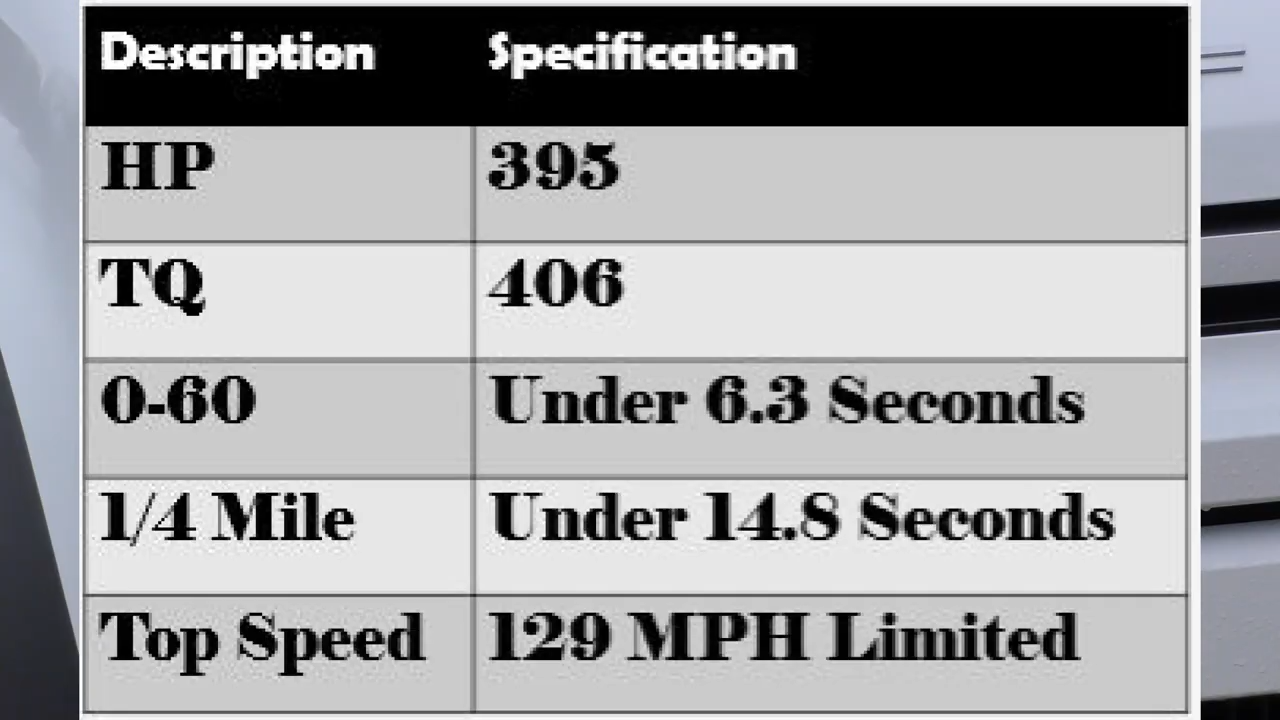 Description Specification
HP 395
TQ 406
0-60 Under 6.3 Seconds
1/4 Mile Under 14.8 Seconds
Top Speed 129 MPH Limited